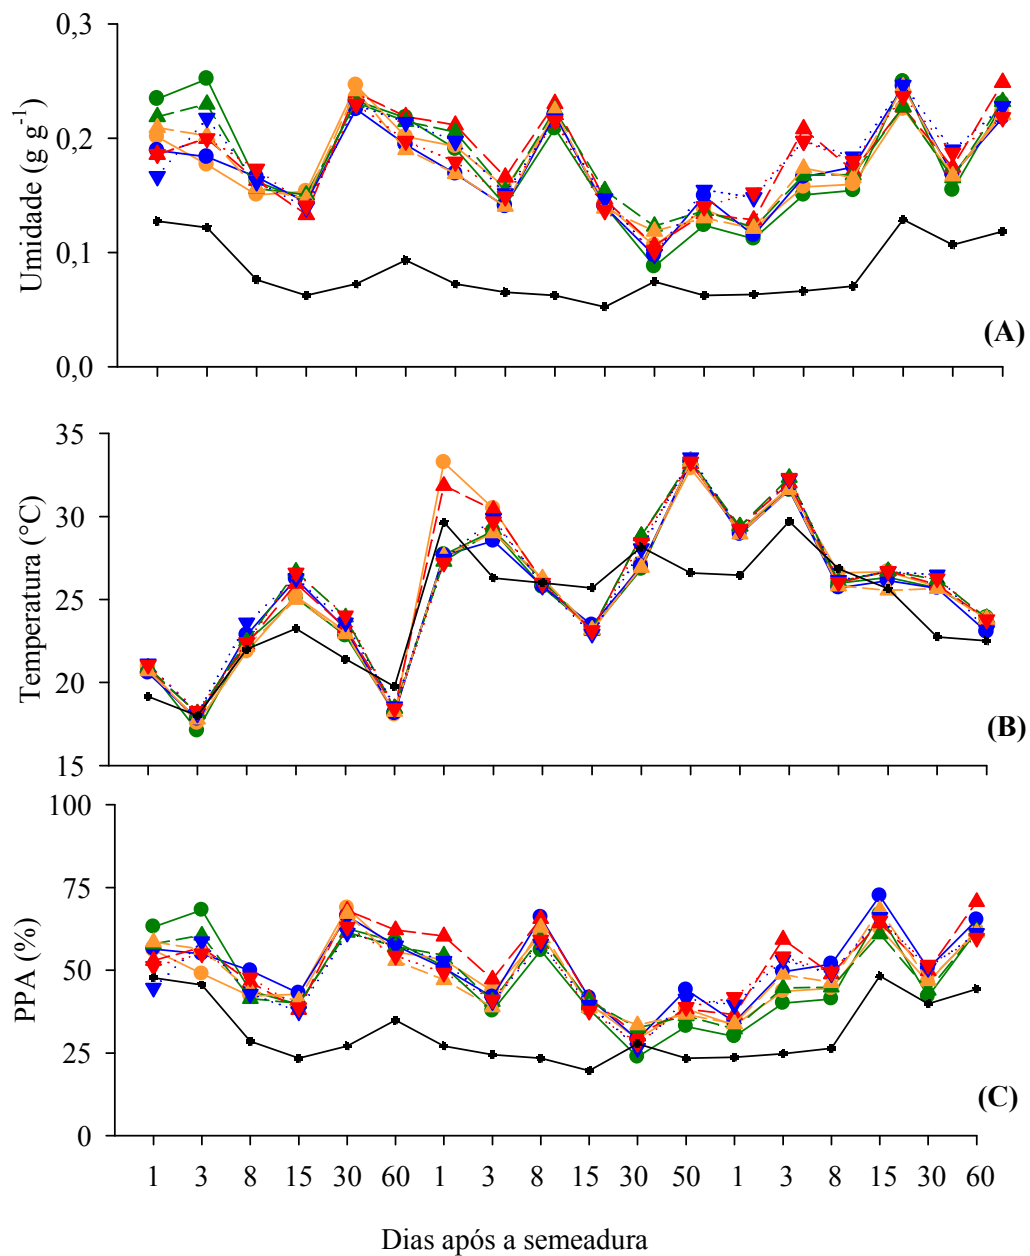 0,3
0,2
0,1
0,0
Umidade (g g -1)
(A)
35
30
25
20
15
Temperatura (°C)
(B)
100
75
50
25
0
PPA (%)
(C)
1 3 8 15 30 60 1 3 8 15 30 50 1 3 8 15 30 60
Dias após a semeadura